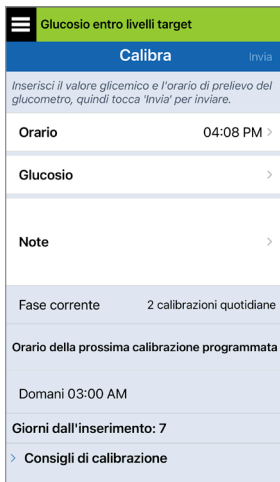 Glucosio entro livelli target
Calibra Invia
Inserisci il valore glicemico e l'orario di prelievo del
glucometro, quindi tocca 'Invia' per inviare.
Orario 04:08 PM
Glucosio
Note
Fase corrente 2 calibrazioni quotidiane
Orario della prossima calibrazione programmata
Domani 03:00 AM
Giorni dall'inserimento: 7
Consigli di calibrazione